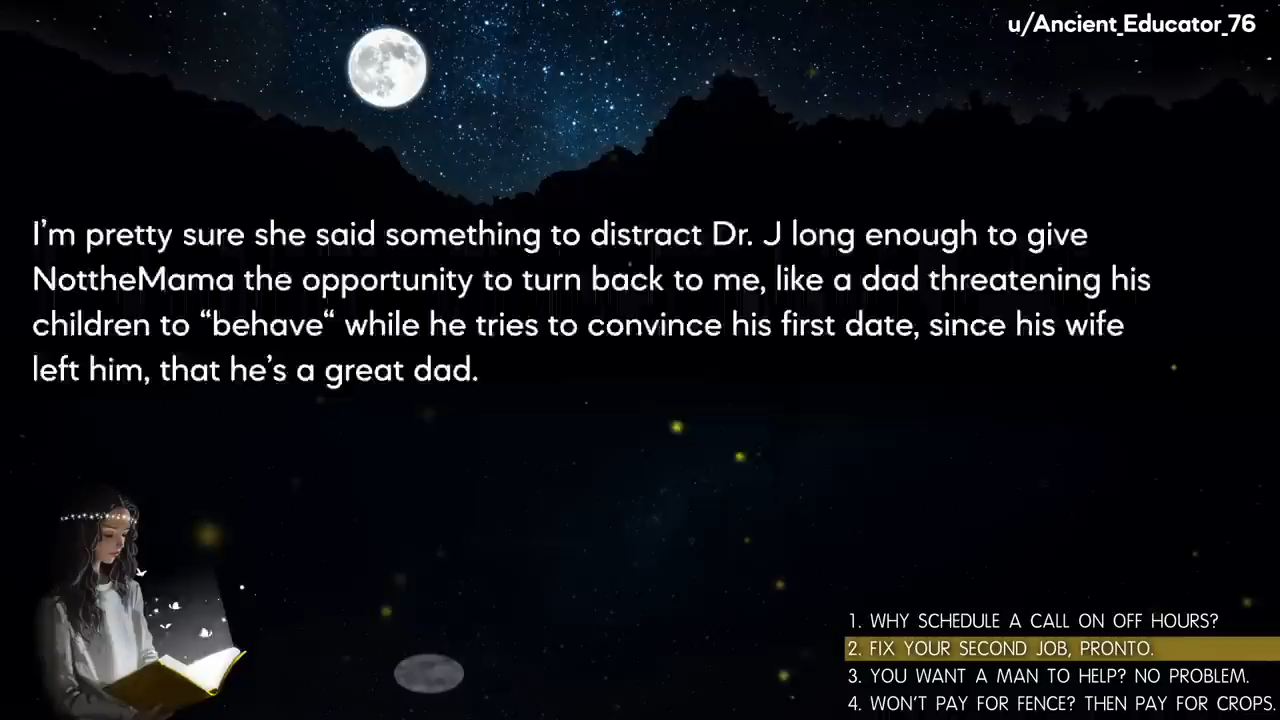 u/Ancient_Educator_76
I’m pretty sure she said something to distract Dr. J long enough to give
NottheMama the opportunity to turn back to me, like a dad threatening his
children to “behave“ while he tries to convince his first date, since his wife
left him, that he’s a great dad.
1. WHY SCHEDULE A CALL ON OFF HOURS?
2. FIX YOUR SECOND JOB, PRONTO.
3. YOU WANT A MAN TO HELP? NO PROBLEM.
4. WON’T PAY FOR FENCE? THEN PAY FOR CROPS.